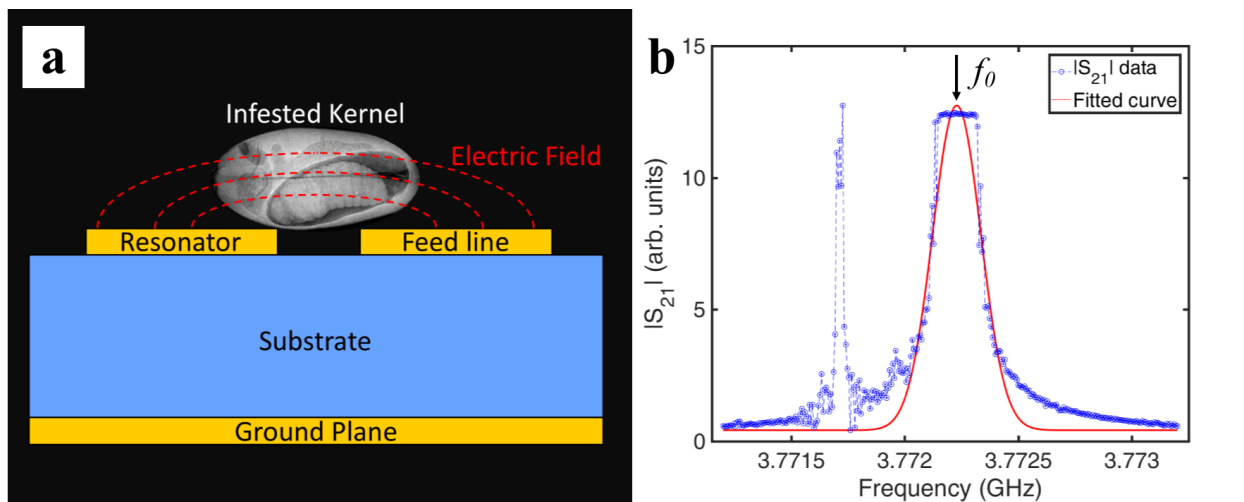 a
Infested Kernel
Electric Field
Resonator
Feed line
Substrate
Ground Plane
b
15
10
5
0
|S21| (arb. units)
f0
|S21| data
Fitted curve
3.7715
3.772
3.7725
3.773
Frequency (GHz)